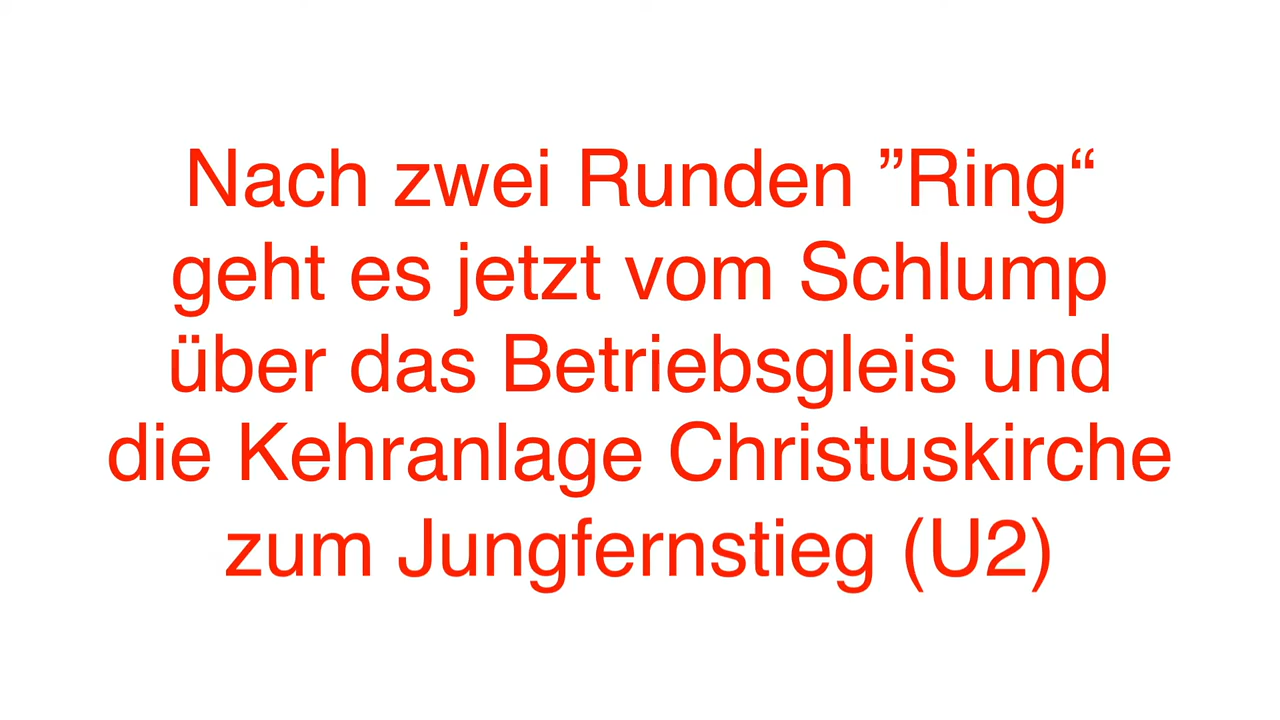 Nach zwei Runden ”Ring“
geht es jetzt vom Schlump
über das Betriebsgleis und
die Kehranlage Christuskirche
zum Jungfernstieg (U2)